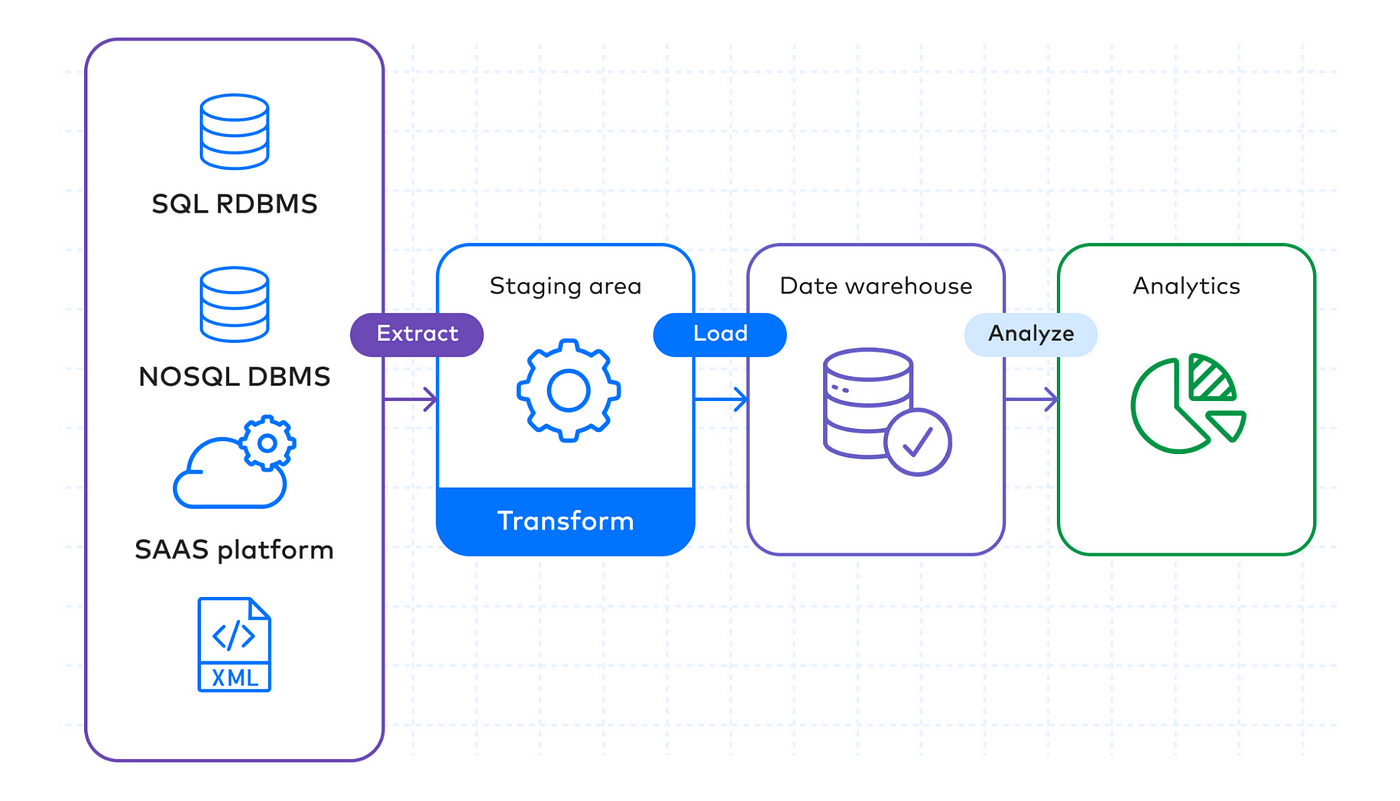 SQL RDBMS
NOSQL DBMS
SAAS platform
</>
XML
Extract
Staging area
Transform
Load
Date warehouse
Analyze
Analytics